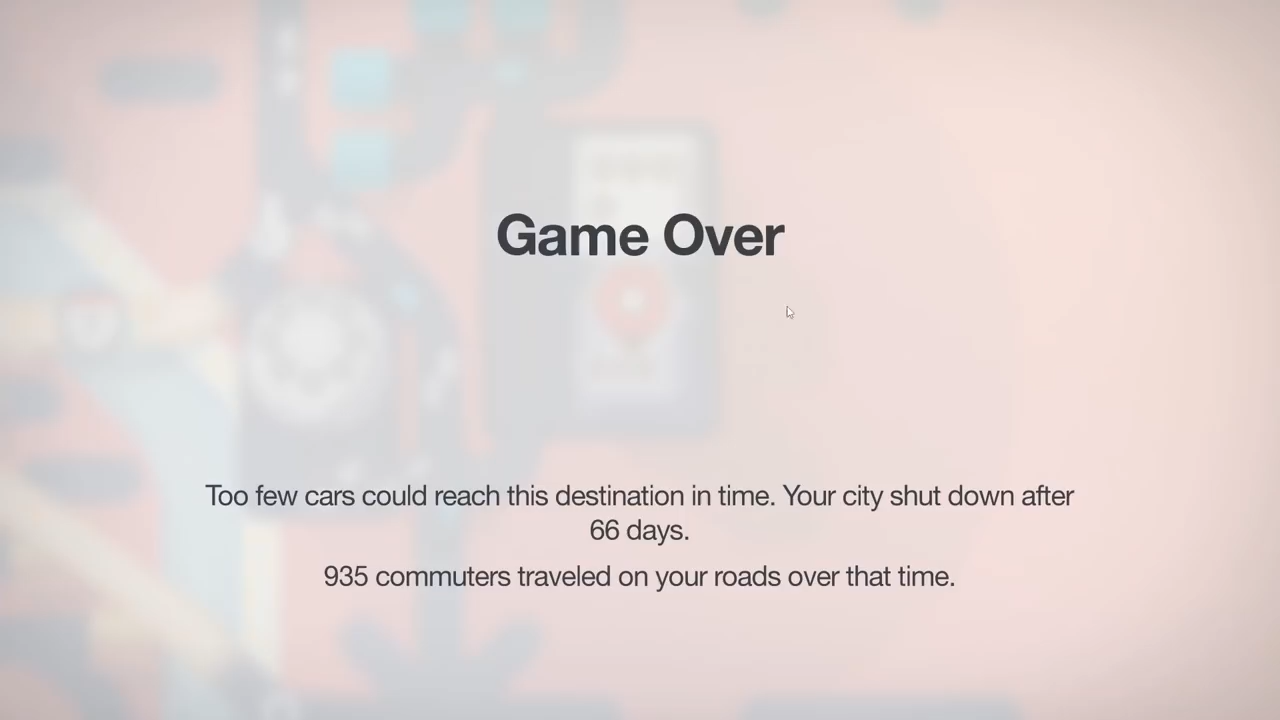 Game Over
Too few cars could reach this destination in time. Your city shut down after
66 days.
935 commuters traveled on your roads over that time.